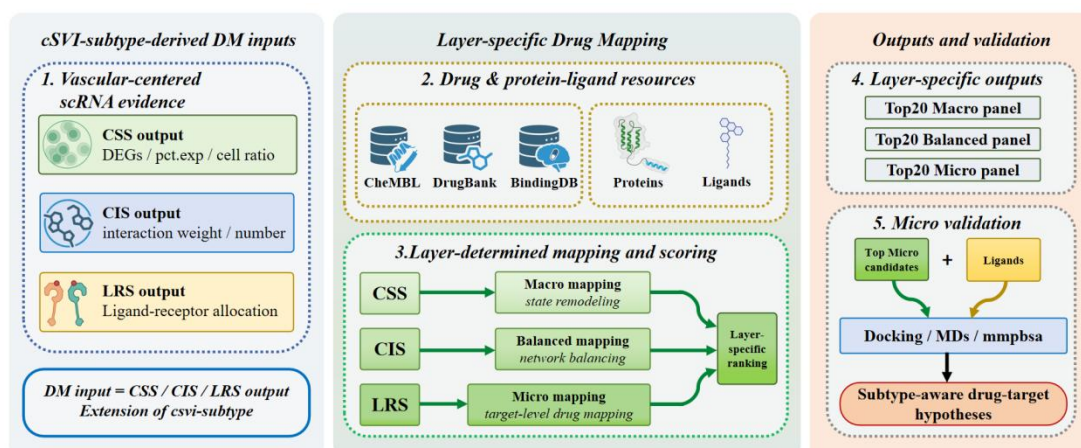 cSVI-subtype-derived DM inputs
1. Vascular-centered
scRNA evidence
CSS output
DEGs / pct.exp / cell ratio
CIS output
interaction weight / number
LRS output
Ligand-receptor allocation
DM input = CSS / CIS / LRS output
Extension of csvi-subtype
Layer-specific Drug Mapping
2. Drug & protein-ligand resources
CheMBL
DrugBank
BindingDB
Proteins
Ligands
3.Layer-determined mapping and scoring
CSS
Macro mapping
state remodeling
CIS
Balanced mapping
network balancing
LRS
Micro mapping
target-level drug mapping
Layer-
specific
ranking
Outputs and validation
4. Layer-specific outputs
Top20 Macro panel
Top20 Balanced panel
Top20 Micro panel
5. Micro validation
Top Micro
candidates
+
Ligands
Docking / MDs / mmpbsa
Subtype-aware drug-target
hypotheses